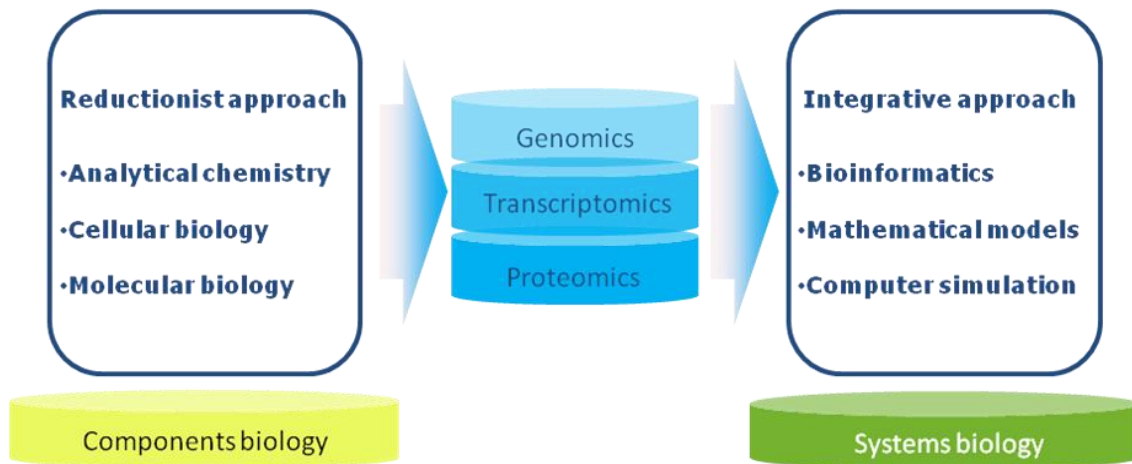 Reductionist approach
•Analytical chemistry
•Cellular biology
•Molecular biology
Components biology
Genomics
Transcriptomics
Proteomics
Integrative approach
•Bioinformatics
•Mathematical models
•Computer simulation
Systems biology